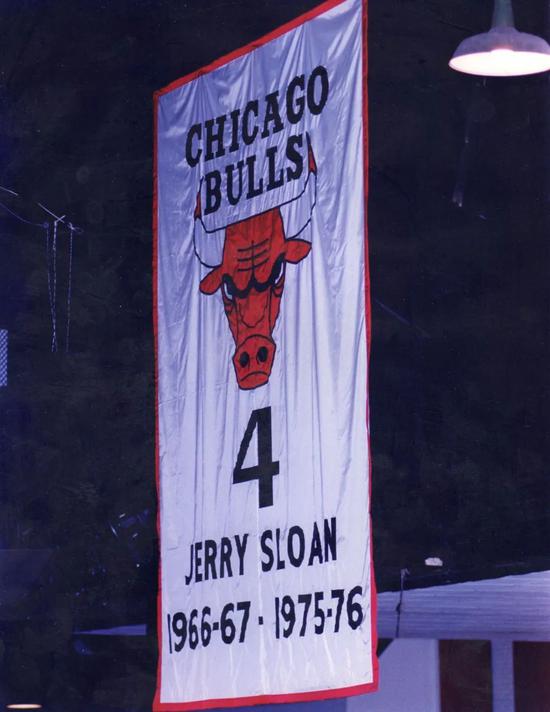 CHICAGO
BULLS
4
JERRY SLOAN
1966-67 · 1975-76